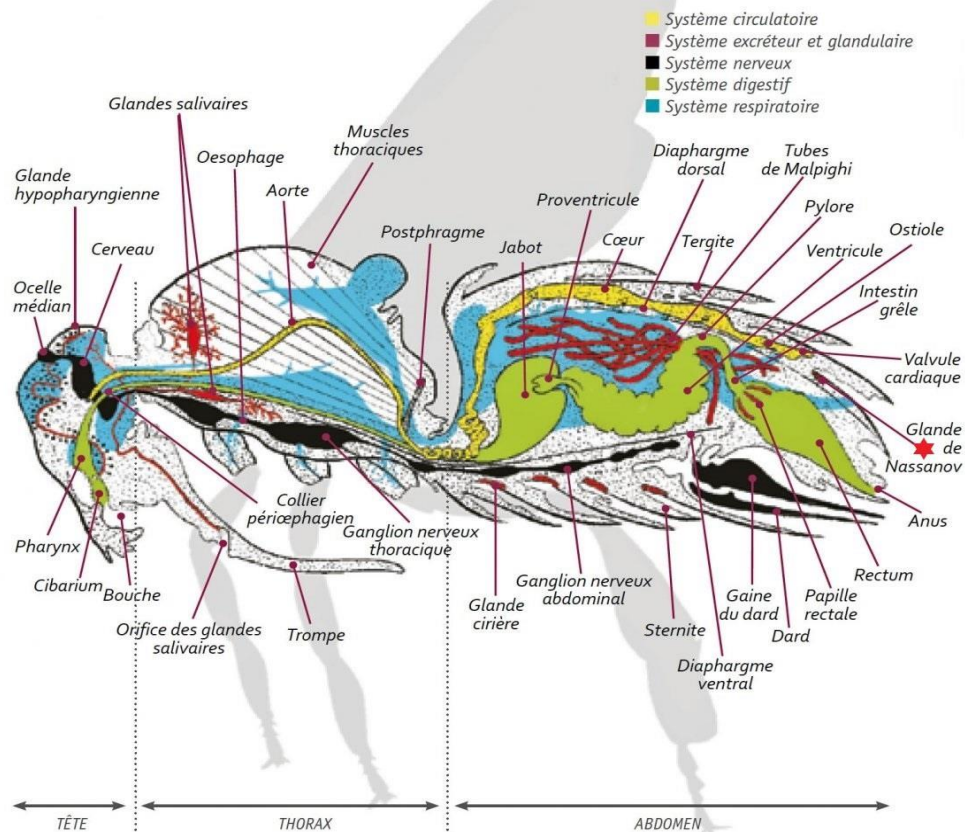 Système circulatoire
Système excréteur et glandulaire
Système nerveux
Système digestif
Système respiratoire
Glandes salivaires
Oesophage
Muscles
thoraciques
Aorte
Glande
hypopharyngienne
Cerveau
Ocelle
médian
Postphragme
Proventricule
Jabot
Cœur
Diaphargme
dorsal
Tergite
Tubes
de Malpighi
Pylore
Ventricule
Ostiole
Intestin
grêle
Valvule
cardiaque
Glande
de
Nassanov
Anus
Rectum
Papille
rectale
Dard
Gaine
du dard
Diaphargme
ventral
Sternite
Ganglion nerveux
abdominal
Glande
cirière
Ganglion nerveux
thoracique
Collier
périœphagien
Trompe
Orifice des glandes
salivaires
Bouche
Cibarium
Pharynx
TÊTE
THORAX
ABDOMEN